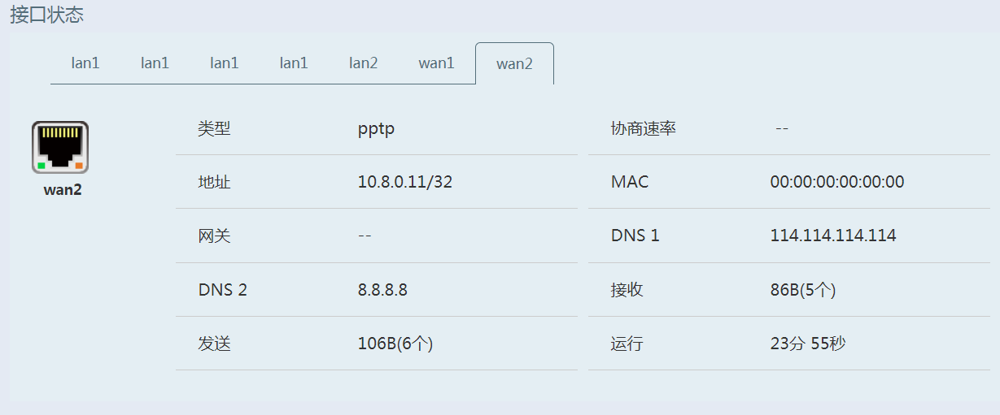 接口状态
lan1 lan1 lan1 lan1 lan2 wan1 wan2
类型 pptp 协商速率 --
wan2
地址 10.8.0.11/32 MAC 00:00:00:00:00:00
网关 -- DNS 1 114.114.114.114
DNS 2 8.8.8.8 接收 86B(5个)
发送 106B(6个) 运行 23分 55秒